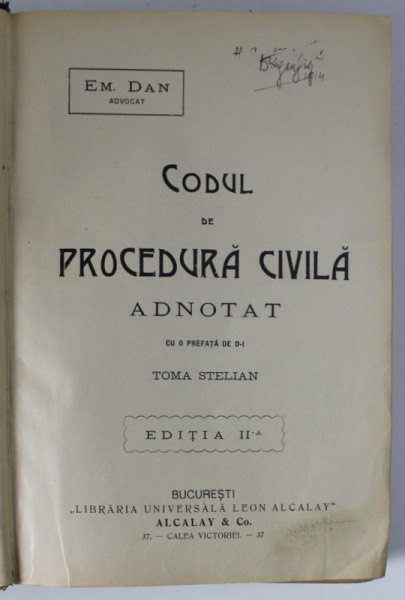 EM. DAN
ADVOCAT
CODUL
DE
PROCEDURĂ CIVILĂ
ADNOTAT
CU O PREFAȚĂ DE D-l
TOMA STELIAN
EDIȚIA II-a
BUCUREȘTI
„LIBRĂRIA UNIVERSALĂ LEON ALCALAY"
ALCALAY & Co.
37, — CALEA VICTORIEI — 37